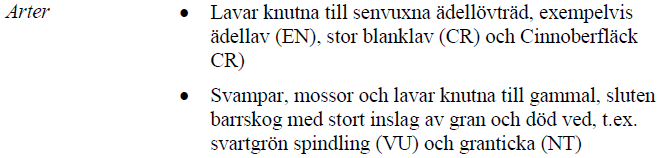 Arter • Lavar knutna till senvuxna ädellövträd, exempelvis
ädellav (EN), stor blanklav (CR) och Cinnoberfläck
CR)
• Svampar, mossor och lavar knutna till gammal, sluten
barrskog med stort inslag av gran och död ved, t.ex.
svartgrön spindling (VU) och granticka (NT)